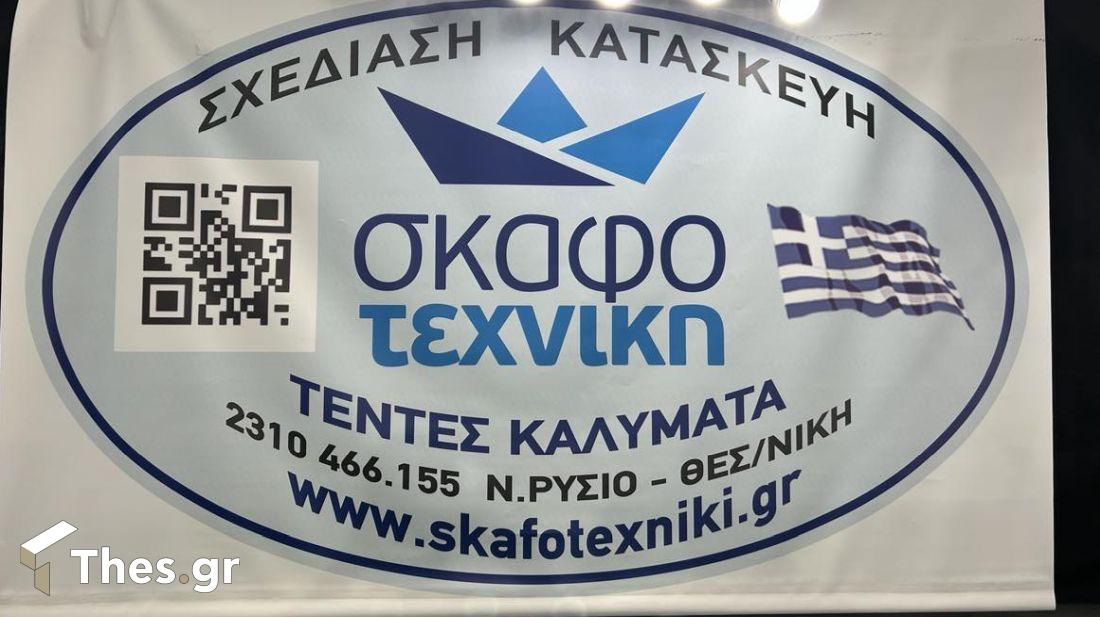 ΣΧΕΔΙΑΣΗ ΚΑΤΑΣΚΕΥΗ
σκαφο
τεχνικη
ΤΕΝΤΕΣ ΚΑΛΥΜΑΤΑ
2310 466.155 Ν.ΡΥΣΙΟ - ΘΕΣ/ΝΙΚΗ
www.skafotexniki.gr
Thes.gr